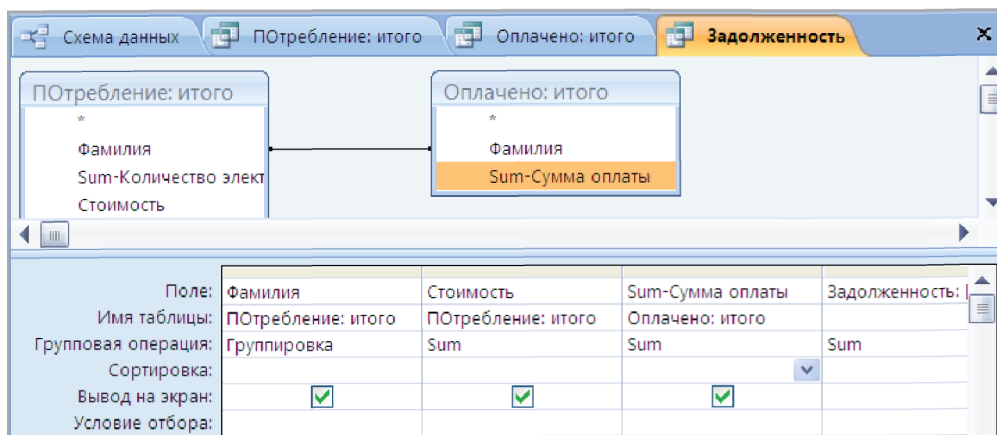 Схема данных ПОтребление: итого Оплачено: итого Задолженность
ПОтребление: итого Оплачено: итого
* *
Фамилия Фамилия
Sum-Количество элект Sum-Сумма оплаты
Стоимость
Поле: Фамилия Стоимость Sum-Сумма оплаты Задолженность: [
Имя таблицы: ПОтребление: итого ПОтребление: итого Оплачено: итого
Групповая операция: Группировка Sum Sum Sum
Сортировка:
Вывод на экран:
Условие отбора: